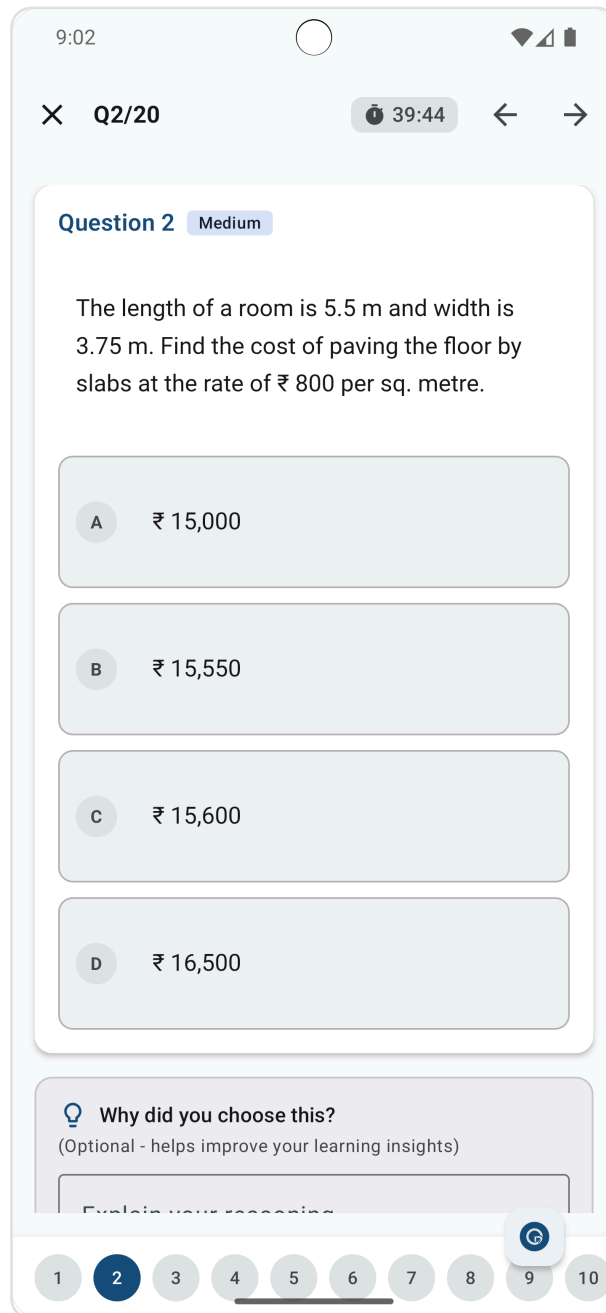 9:02
Q2/20
39:44
Question 2 Medium
The length of a room is 5.5 m and width is
3.75 m. Find the cost of paving the floor by
slabs at the rate of ₹ 800 per sq. metre.
A ₹ 15,000
B ₹ 15,550
C ₹ 15,600
D ₹ 16,500
Why did you choose this?
(Optional - helps improve your learning insights)
Explain your reasoning
1 2 3 4 5 6 7 8 9 10